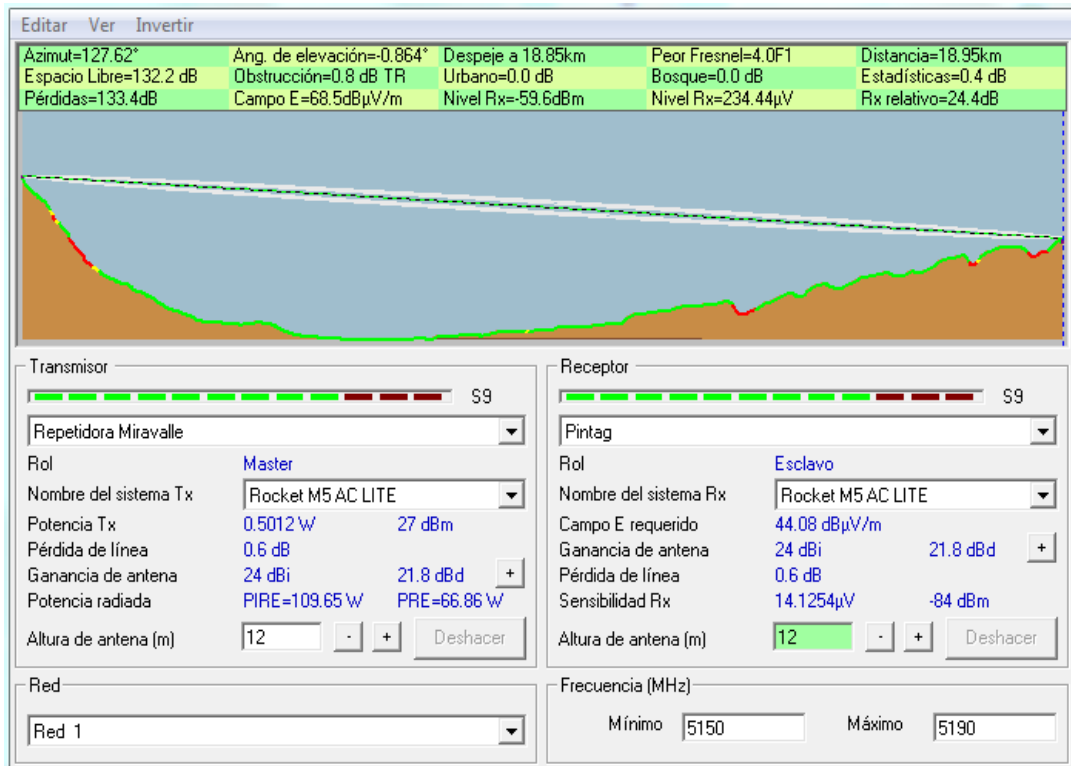 Editar Ver Invertir
Azimut=127.62° Ang. de elevación=-0.864° Despeje a 18.85km Peor Fresnel=4.0F1 Distancia=18.95km
Espacio Libre=132.2 dB Obstrucción=0.8 dB TR Urbano=0.0 dB Bosque=0.0 dB Estadísticas=0.4 dB
Pérdidas=133.4dB Campo E=68.5dBµV/m Nivel Rx=-59.6dBm Nivel Rx=234.44µV Rx relativo=24.4dB
Transmisor
S9
Repetidora Miravalle
Rol Master
Nombre del sistema Tx Rocket M5 AC LITE
Potencia Tx 0.5012 W 27 dBm
Pérdida de línea 0.6 dB
Ganancia de antena 24 dBi 21.8 dBd +
Potencia radiada PIRE=109.65 W PRE=66.86 W
Altura de antena (m) 12 - + Deshacer
Receptor
S9
Pintag
Rol Esclavo
Nombre del sistema Rx Rocket M5 AC LITE
Campo E requerido 44.08 dBµV/m
Ganancia de antena 24 dBi 21.8 dBd +
Pérdida de línea 0.6 dB
Sensibilidad Rx 14.1254µV -84 dBm
Altura de antena (m) 12 - + Deshacer
Red
Red 1
Frecuencia (MHz)
Mínimo 5150 Máximo 5190